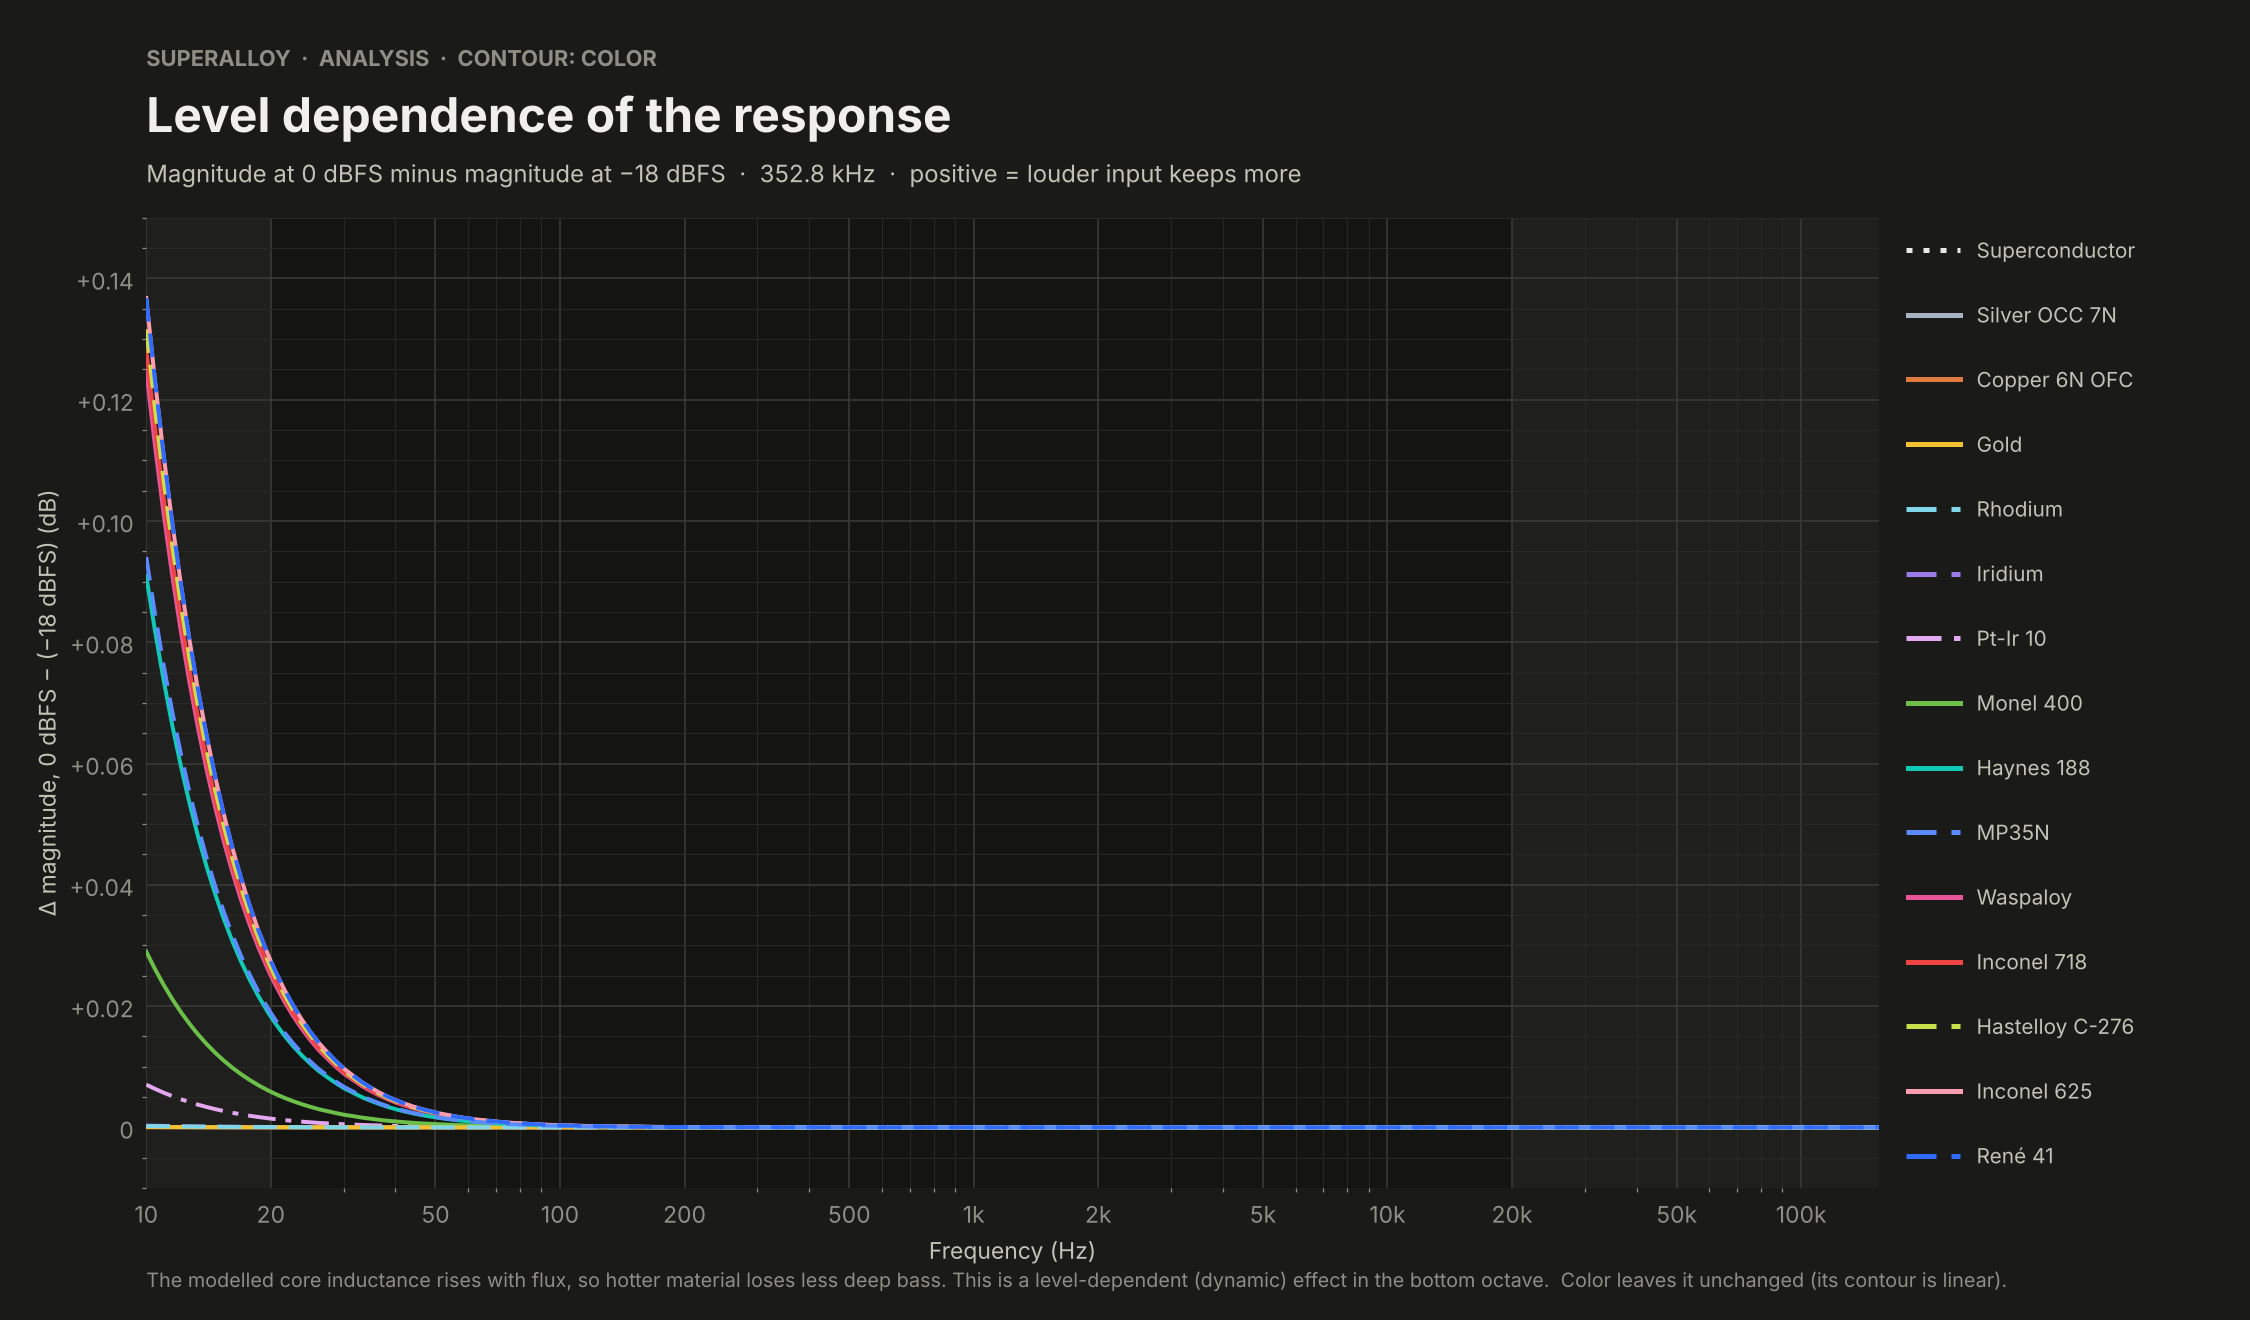 SUPERALLOY · ANALYSIS · CONTOUR: COLOR
Level dependence of the response
Magnitude at 0 dBFS minus magnitude at −18 dBFS · 352.8 kHz · positive = louder input keeps more
Δ magnitude, 0 dBFS − (−18 dBFS) (dB)
+0.14
+0.12
+0.10
+0.08
+0.06
+0.04
+0.02
0
10 20 50 100 200 500 1k 2k 5k 10k 20k 50k 100k
Frequency (Hz)
Superconductor
Silver OCC 7N
Copper 6N OFC
Gold
Rhodium
Iridium
Pt-Ir 10
Monel 400
Haynes 188
MP35N
Waspaloy
Inconel 718
Hastelloy C-276
Inconel 625
René 41
The modelled core inductance rises with flux, so hotter material loses less deep bass. This is a level-dependent (dynamic) effect in the bottom octave. Color leaves it unchanged (its contour is linear).